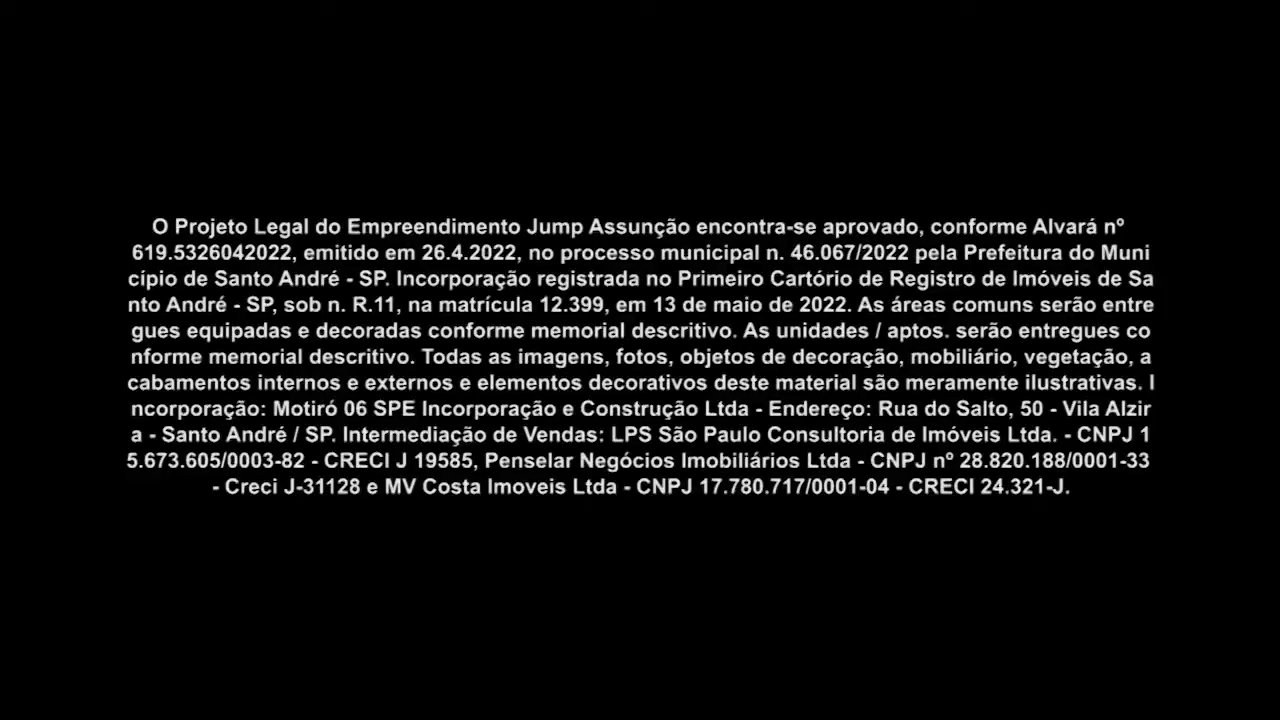 O Projeto Legal do Empreendimento Jump Assunção encontra-se aprovado, conforme Alvará nº
619.5326042022, emitido em 26.4.2022, no processo municipal n. 46.067/2022 pela Prefeitura do Muni
cípio de Santo André - SP. Incorporação registrada no Primeiro Cartório de Registro de Imóveis de Sa
nto André - SP, sob n. R.11, na matrícula 12.399, em 13 de maio de 2022. As áreas comuns serão entre
gues equipadas e decoradas conforme memorial descritivo. As unidades / aptos. serão entregues co
nforme memorial descritivo. Todas as imagens, fotos, objetos de decoração, mobiliário, vegetação, a
cabamentos internos e externos e elementos decorativos deste material são meramente ilustrativas. I
ncorporação: Motiró 06 SPE Incorporação e Construção Ltda - Endereço: Rua do Salto, 50 - Vila Alzir
a - Santo André / SP. Intermediação de Vendas: LPS São Paulo Consultoria de Imóveis Ltda. - CNPJ 1
5.673.605/0003-82 - CRECI J 19585, Penselar Negócios Imobiliários Ltda - CNPJ nº 28.820.188/0001-33
- Creci J-31128 e MV Costa Imoveis Ltda - CNPJ 17.780.717/0001-04 - CRECI 24.321-J.